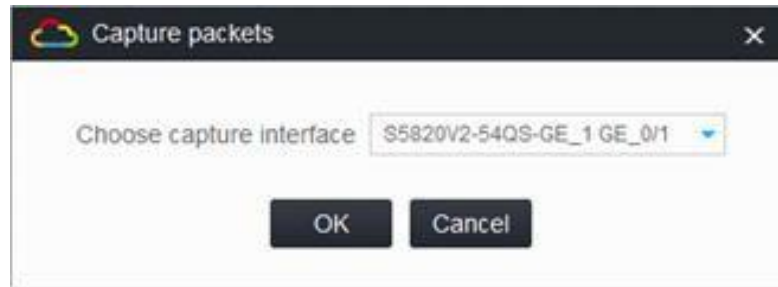 Capture packets
Choose capture interface S5820V2-54QS-GE_1 GE_0/1
OK Cancel